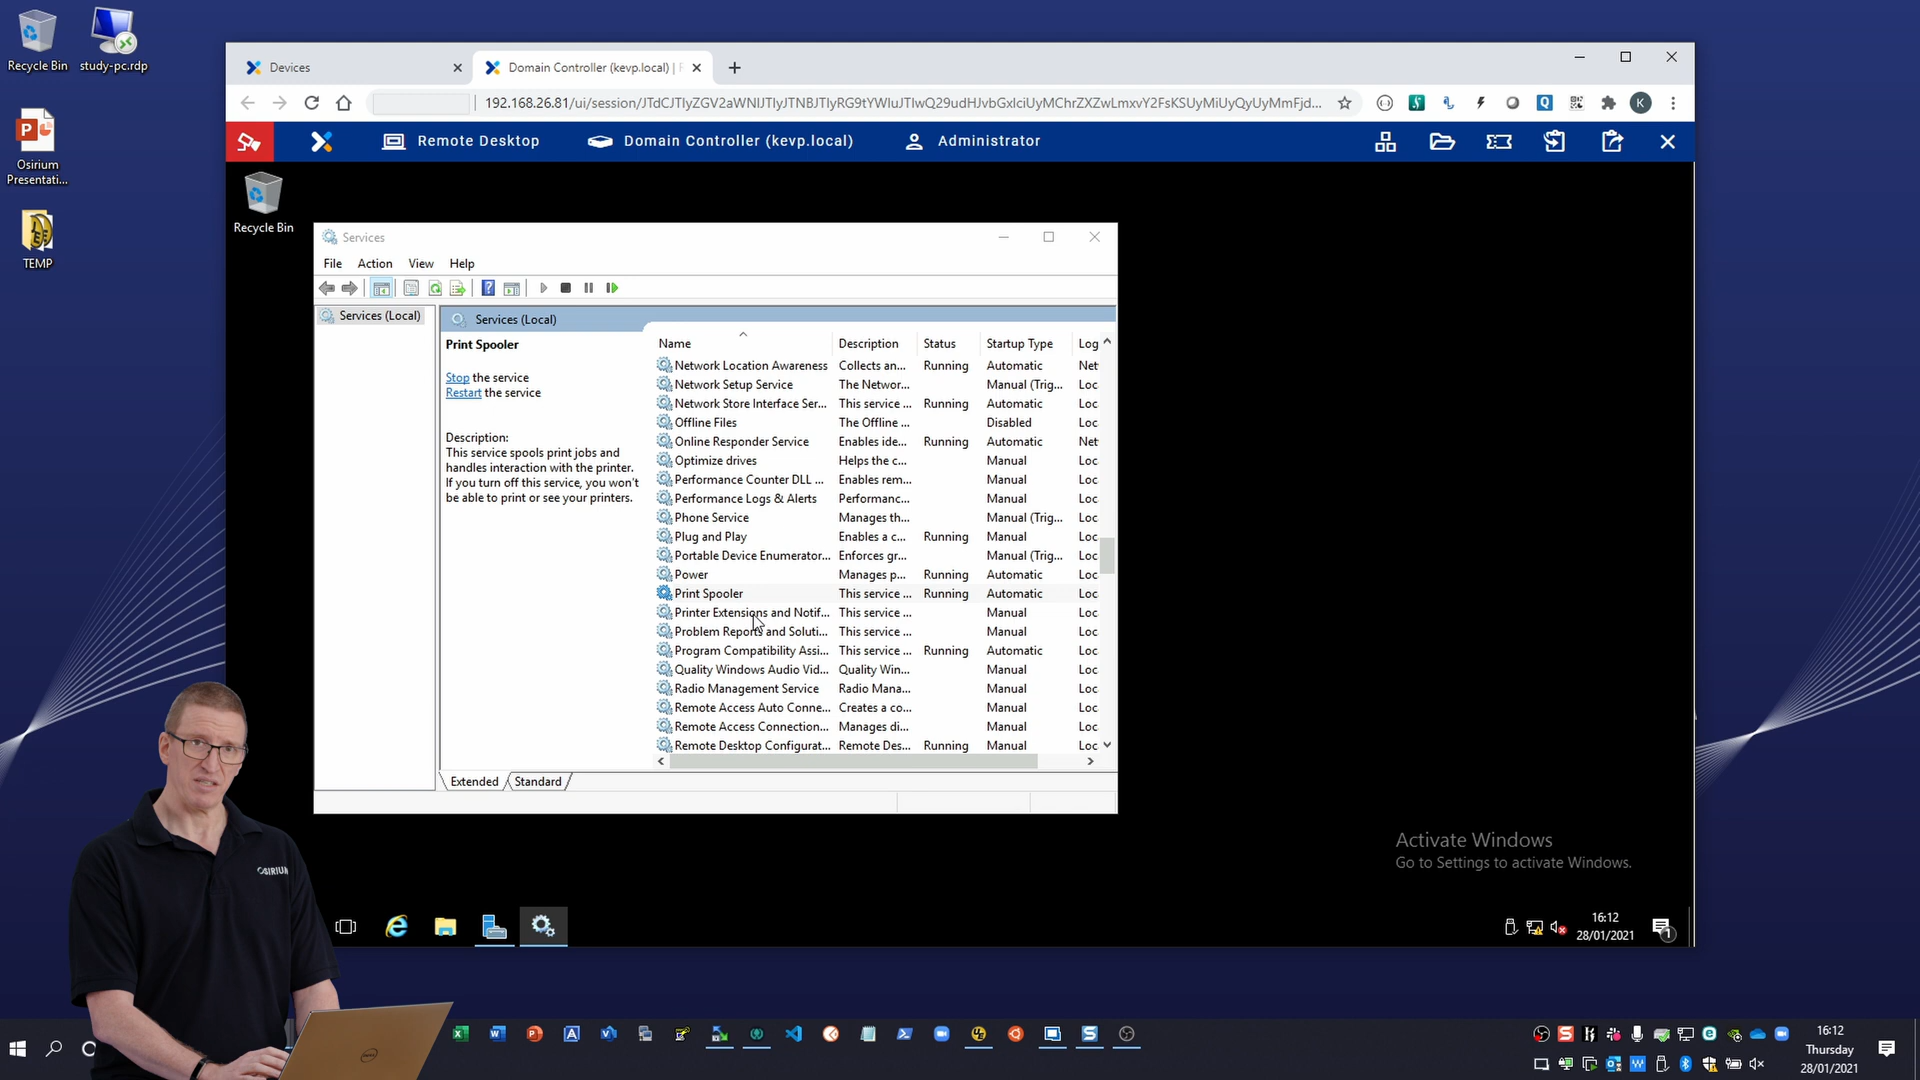 Recycle Bin
study-pc.rdp
Osirium
Presentati...
TEMP
Devices
Domain Controller (kevp.local) |
192.168.26.81/ui/session/
K
Remote Desktop
Domain Controller (kevp.local)
Administrator
Recycle Bin
Services
File Action View Help
Services (Local)
Services (Local)
Print Spooler
Stop the service
Restart the service
Description:
This service spools print jobs and
handles interaction with the printer.
If you turn off this service, you won't
be able to print or see your printers.
Name Description Status Startup Type Log
Network Location Awareness Collects an... Running Automatic Net
Network Setup Service The Networ... Manual (Trig... Loc
Network Store Interface Ser... This service ... Running Automatic Loc
Offline Files The Offline ... Disabled Loc
Online Responder Service Enables ide... Running Automatic Net
Optimize drives Helps the c... Manual Loc
Performance Counter DLL ... Enables rem... Manual Loc
Performance Logs & Alerts Performanc... Manual Loc
Phone Service Manages th... Manual (Trig... Loc
Plug and Play Enables a c... Running Manual Loc
Portable Device Enumerator... Enforces gr... Manual (Trig... Loc
Power Manages p... Running Automatic Loc
Print Spooler This service ... Running Automatic Loc
Printer Extensions and Notif... This service ... Manual Loc
Problem Reports and Soluti... This service ... Manual Loc
Program Compatibility Assi... This service ... Running Automatic Loc
Quality Windows Audio Vid... Quality Win... Manual Loc
Radio Management Service Radio Mana... Manual Loc
Remote Access Auto Conne... Creates a co... Manual Loc
Remote Access Connection... Manages di... Manual Loc
Remote Desktop Configurat... Remote Des... Running Manual Loc
Extended Standard
Activate Windows
Go to Settings to activate Windows.
16:12
28/01/2021
1
OSIRIUM
DELL
16:12
Thursday
28/01/2021